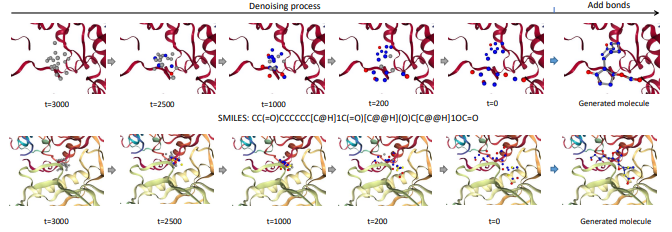 Denoising process
Add bonds
t=3000
t=2500
t=1000
t=200
t=0
Generated molecule
SMILES: CC(=O)CCCCCC[C@H]1C(=O)[C@@H](O)C[C@@H]1OC=O
t=3000
t=2500
t=1000
t=200
t=0
Generated molecule